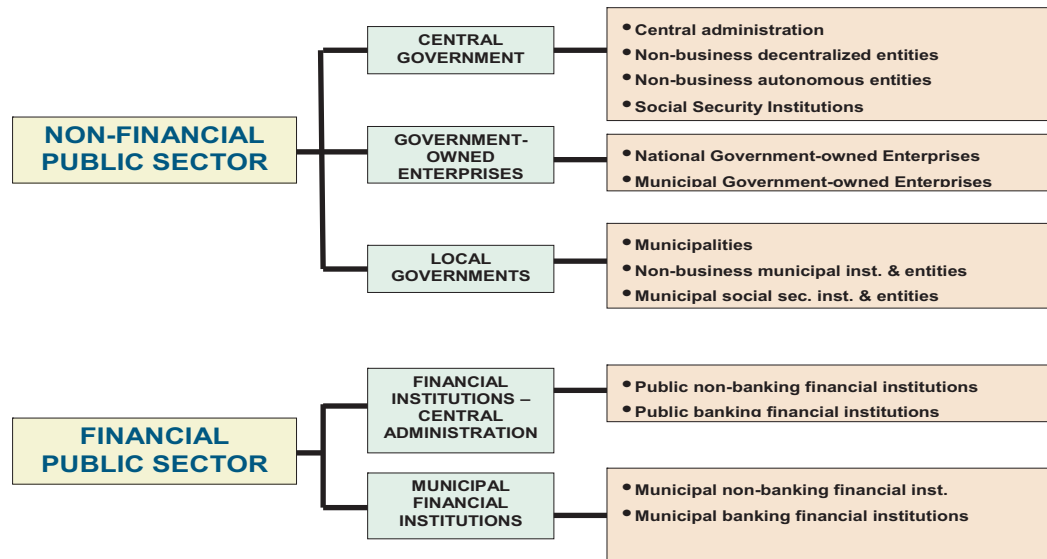 NON-FINANCIAL
PUBLIC SECTOR
CENTRAL
GOVERNMENT
• Central administration
• Non-business decentralized entities
• Non-business autonomous entities
• Social Security Institutions
GOVERNMENT-
OWNED
ENTERPRISES
• National Government-owned Enterprises
• Municipal Government-owned Enterprises
LOCAL
GOVERNMENTS
• Municipalities
• Non-business municipal inst. & entities
• Municipal social sec. inst. & entities
FINANCIAL
PUBLIC SECTOR
FINANCIAL
INSTITUTIONS –
CENTRAL
ADMINISTRATION
• Public non-banking financial institutions
• Public banking financial institutions
MUNICIPAL
FINANCIAL
INSTITUTIONS
• Municipal non-banking financial inst.
• Municipal banking financial institutions